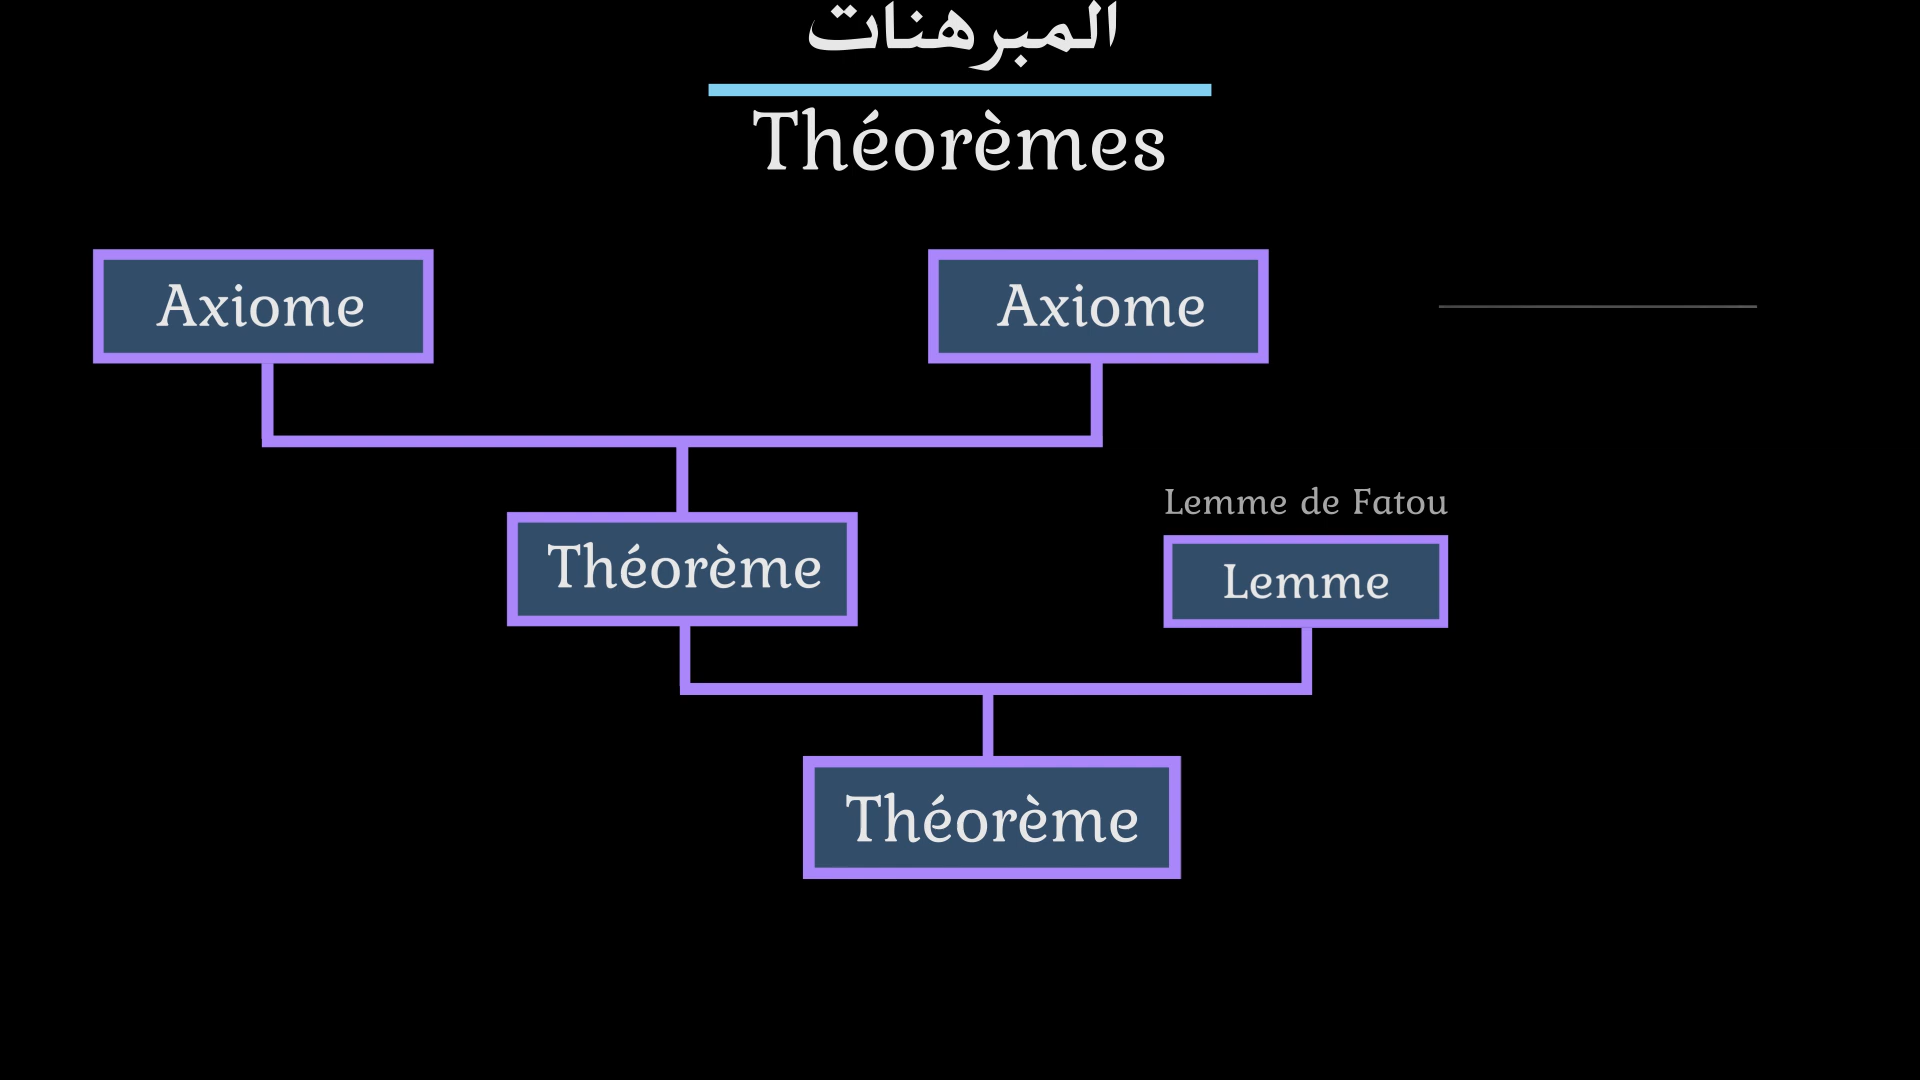 المبرهنات
Théorèmes
Axiome
Axiome
Théorème
Lemme de Fatou
Lemme
Théorème